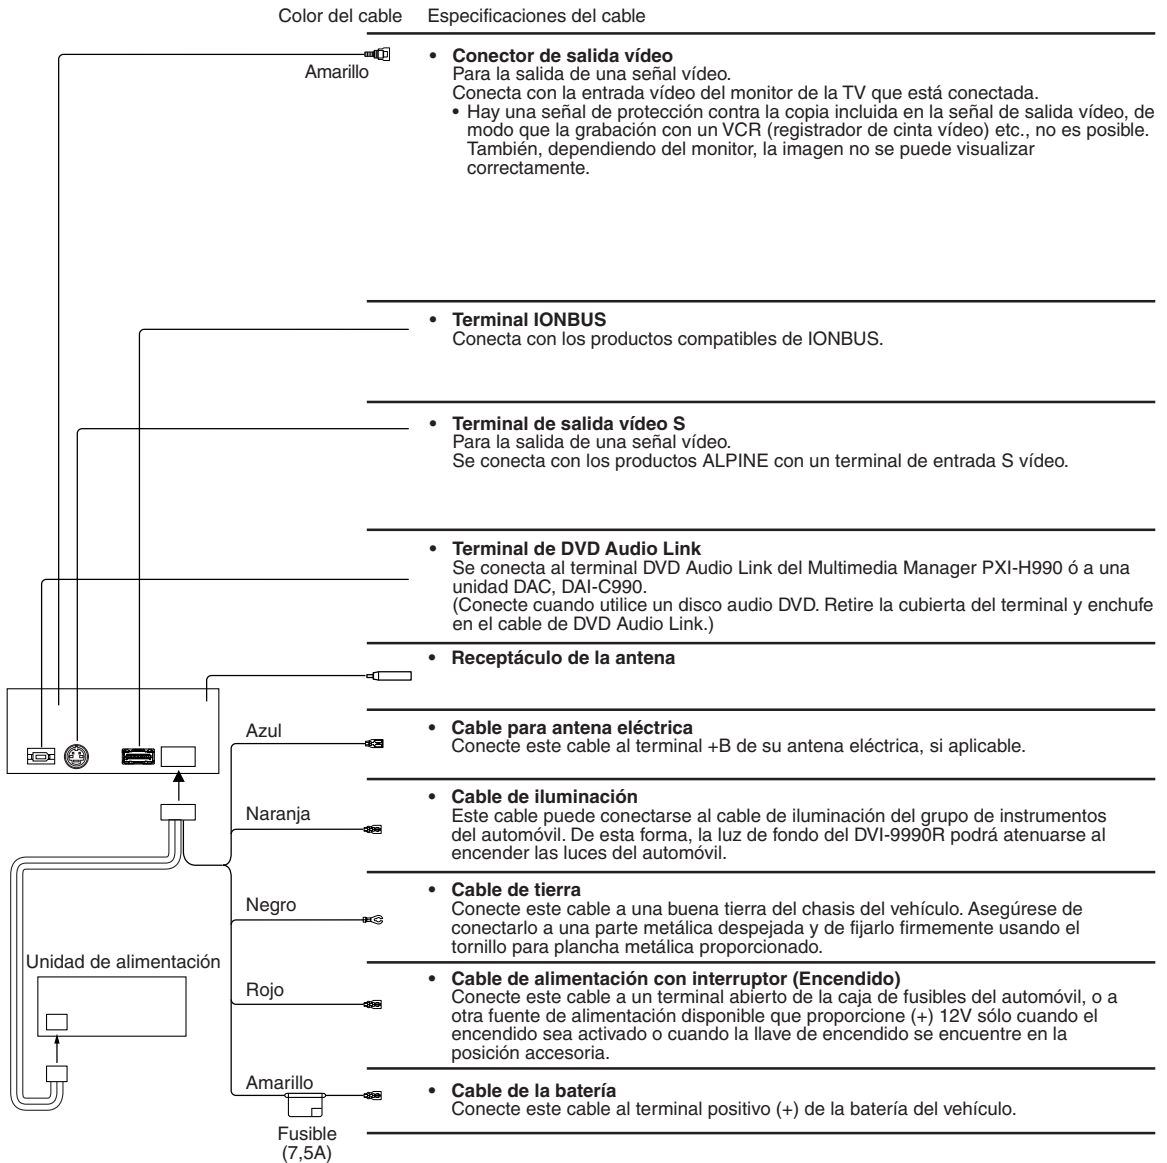 Color del cable Especificaciones del cable
Amarillo
• Conector de salida vídeo
Para la salida de una señal vídeo.
Conecta con la entrada vídeo del monitor de la TV que está conectada.
• Hay una señal de protección contra la copia incluida en la señal de salida vídeo, de
modo que la grabación con un VCR (registrador de cinta vídeo) etc., no es posible.
También, dependiendo del monitor, la imagen no se puede visualizar
correctamente.
• Terminal IONBUS
Conecta con los productos compatibles de IONBUS.
• Terminal de salida vídeo S
Para la salida de una señal vídeo.
Se conecta con los productos ALPINE con un terminal de entrada S vídeo.
• Terminal de DVD Audio Link
Se conecta al terminal DVD Audio Link del Multimedia Manager PXI-H990 ó a una
unidad DAC, DAI-C990.
(Conecte cuando utilice un disco audio DVD. Retire la cubierta del terminal y enchufe
en el cable de DVD Audio Link.)
• Receptáculo de la antena
Azul
• Cable para antena eléctrica
Conecte este cable al terminal +B de su antena eléctrica, si aplicable.
Naranja
• Cable de iluminación
Este cable puede conectarse al cable de iluminación del grupo de instrumentos
del automóvil. De esta forma, la luz de fondo del DVI-9990R podrá atenuarse al
encender las luces del automóvil.
Negro
• Cable de tierra
Conecte este cable a una buena tierra del chasis del vehículo. Asegúrese de
conectarlo a una parte metálica despejada y de fijarlo firmemente usando el
tornillo para plancha metálica proporcionado.
Unidad de alimentación
Rojo
• Cable de alimentación con interruptor (Encendido)
Conecte este cable a un terminal abierto de la caja de fusibles del automóvil, o a
otra fuente de alimentación disponible que proporcione (+) 12V sólo cuando el
encendido sea activado o cuando la llave de encendido se encuentre en la
posición accesoria.
Amarillo
• Cable de la batería
Conecte este cable al terminal positivo (+) de la batería del vehículo.
Fusible
(7,5A)